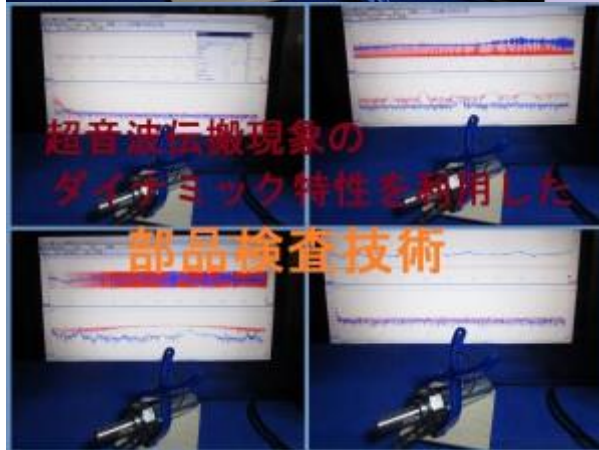 超音波伝搬現象の
ダイナミック特性を利用した
部品検査技術